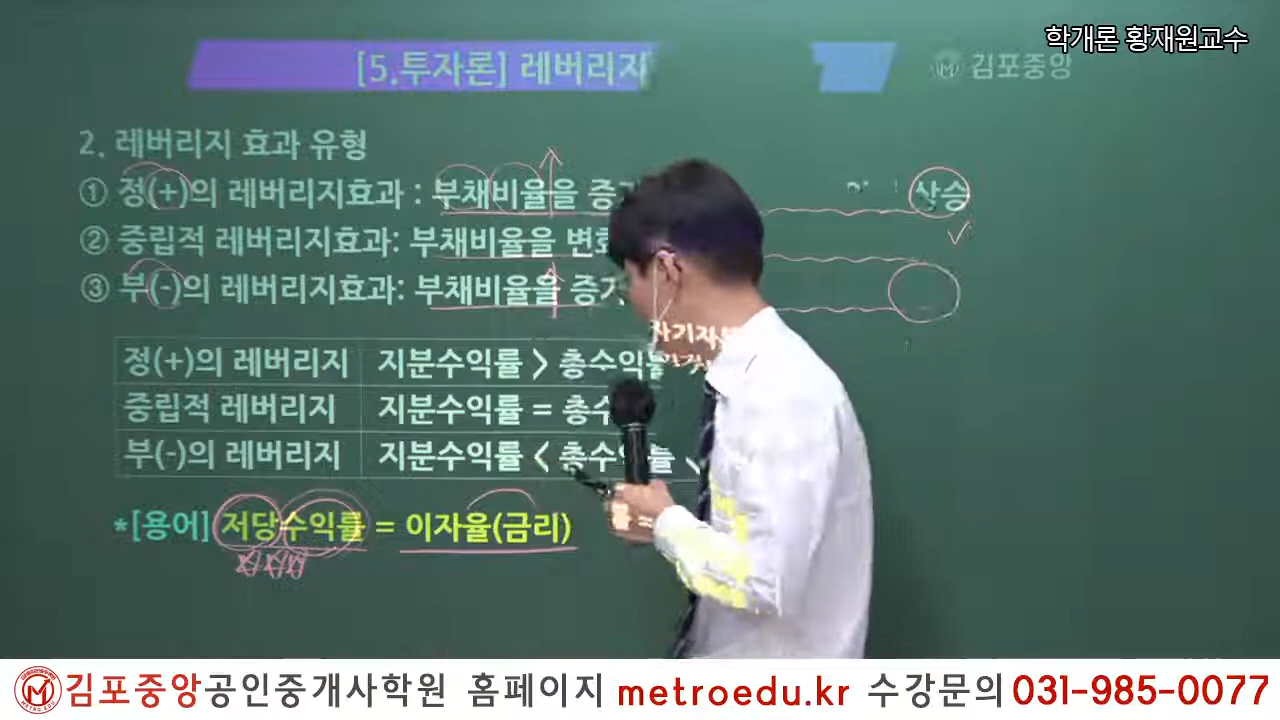 학개론 황재원교수
[5.투자론] 레버리지
김포중앙
2. 레버리지 효과 유형
① 정(+)의 레버리지효과 : 부채비율을 증가 상승
② 중립적 레버리지효과: 부채비율을 변화
③ 부(-)의 레버리지효과: 부채비율을 증가
정(+)의 레버리지 지분수익률 > 총수익률
중립적 레버리지 지분수익률 = 총수
부(-)의 레버리지 지분수익률 < 총수익률 <
*[용어] 저당수익률 = 이자율(금리)
김포중앙공인중개사학원 홈페이지 metroedu.kr 수강문의 031-985-0077